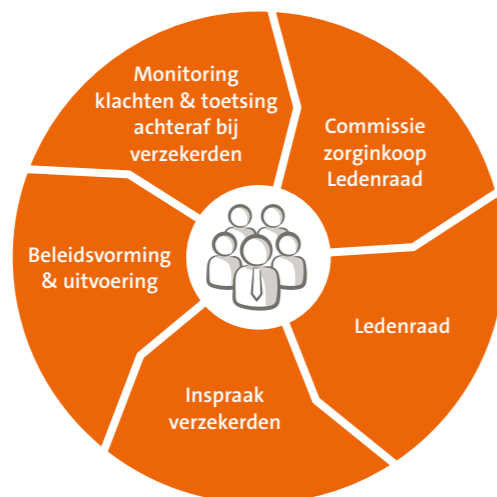 Monitoring
klachten & toetsing
achteraf bij
verzekerden
Commissie
zorginkoop
Ledenraad
Ledenraad
Inspraak
verzekerden
Beleidsvorming
& uitvoering